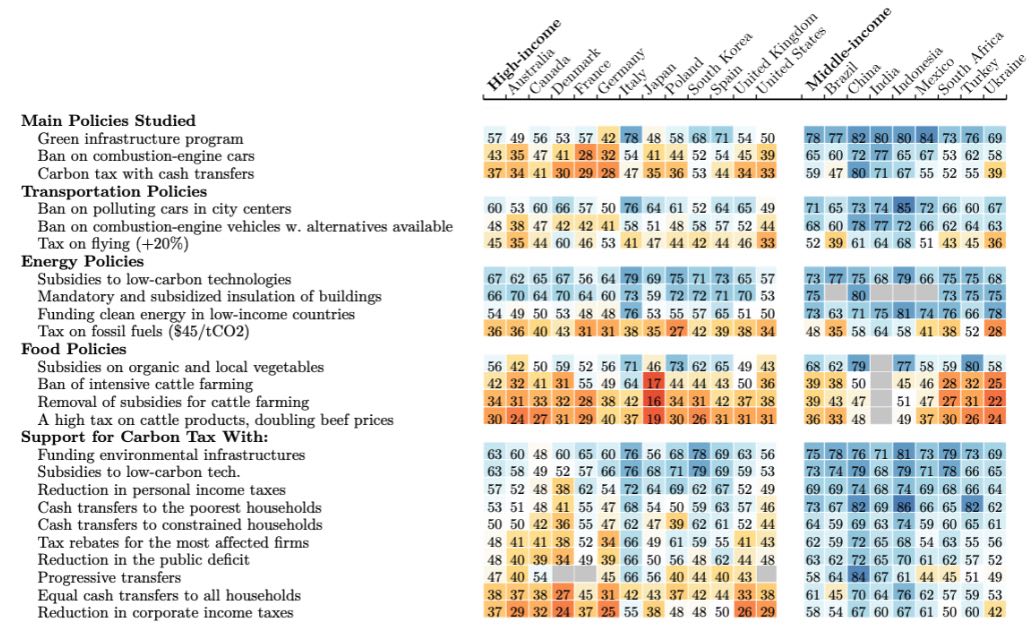 High-income Australia Canada Denmark France Germany Italy Japan Poland South Korea Spain United Kingdom United States Middle-income Brazil China India Indonesia Mexico South Africa Turkey Ukraine
Main Policies Studied
Green infrastructure program 57 49 56 53 57 42 78 48 58 68 71 54 50 78 77 82 80 80 84 73 76 69
Ban on combustion-engine cars 43 35 47 41 28 32 54 41 44 52 54 45 39 65 60 72 77 65 67 53 62 58
Carbon tax with cash transfers 37 34 41 30 29 28 47 35 36 53 44 34 33 59 47 80 71 67 55 52 55 39
Transportation Policies
Ban on polluting cars in city centers 60 53 60 66 57 50 76 64 61 52 64 65 49 71 65 73 74 85 72 66 60 67
Ban on combustion-engine vehicles w. alternatives available 48 38 47 42 42 41 58 51 48 58 57 52 44 68 60 78 77 72 66 62 64 63
Tax on flying (+20%) 45 35 44 60 46 53 41 47 44 42 44 46 33 52 39 61 64 68 51 43 45 36
Energy Policies
Subsidies to low-carbon technologies 67 62 65 67 56 64 79 69 75 71 73 65 57 73 77 75 68 79 66 75 75 68
Mandatory and subsidized insulation of buildings 66 70 64 70 64 60 73 59 72 72 71 70 53 75 80 73 75 75
Funding clean energy in low-income countries 54 49 50 53 48 48 76 53 55 57 65 51 50 73 63 71 75 81 74 76 66 78
Tax on fossil fuels ($45/tCO2) 36 36 40 43 31 31 38 35 27 42 39 38 34 48 35 58 64 58 41 38 52 28
Food Policies
Subsidies on organic and local vegetables 56 42 50 59 52 56 71 46 73 62 65 49 43 68 62 79 77 58 59 80 58
Ban of intensive cattle farming 42 32 41 31 55 49 64 17 44 44 43 50 36 39 38 50 45 46 28 32 25
Removal of subsidies for cattle farming 34 31 33 32 28 38 42 16 34 31 42 37 38 39 43 47 51 47 27 31 22
A high tax on cattle products, doubling beef prices 30 24 27 31 29 40 37 19 30 26 31 31 31 36 33 48 49 37 30 26 24
Support for Carbon Tax With:
Funding environmental infrastructures 63 60 48 60 65 60 76 56 68 78 69 63 56 75 78 76 71 81 73 79 73 69
Subsidies to low-carbon tech. 63 58 49 52 57 66 76 68 71 79 69 59 53 73 74 79 68 79 71 78 66 65
Reduction in personal income taxes 57 52 48 38 62 54 72 64 69 62 67 52 49 69 69 74 68 74 69 68 66 64
Cash transfers to the poorest households 53 51 48 41 55 47 68 54 50 59 63 57 46 73 67 82 69 86 66 65 82 62
Cash transfers to constrained households 50 50 42 36 55 47 62 47 39 62 61 52 44 64 59 69 63 74 59 60 65 61
Tax rebates for the most affected firms 48 41 41 38 52 34 66 49 61 59 55 41 43 62 59 72 65 68 54 63 55 56
Reduction in the public deficit 48 40 39 34 49 39 66 50 56 48 62 44 48 63 62 72 65 70 61 62 57 52
Progressive transfers 47 40 54 45 66 56 40 44 40 43 58 64 84 67 61 44 45 51 49
Equal cash transfers to all households 38 37 38 27 45 31 42 43 37 42 44 33 38 61 45 70 64 76 62 57 59 53
Reduction in corporate income taxes 37 29 32 24 37 25 55 38 48 48 50 26 29 58 54 67 60 67 61 50 60 42